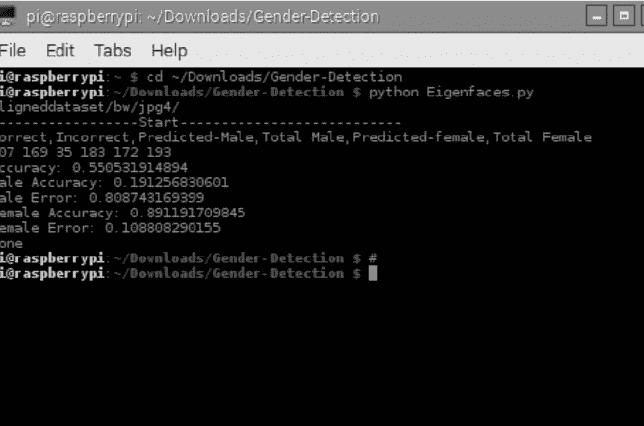 pi@raspberrypi: ~/Downloads/Gender-Detection
File Edit Tabs Help
i@raspberrypi:~ $ cd ~/Downloads/Gender-Detection
i@raspberrypi:~/Downloads/Gender-Detection $ python Eigenfaces.py
ligneddataset/bw/jpg4/
-----------------Start---------------------------
orrect,Incorrect,Predicted-Male,Total Male,Predicted-female,Total Female
07 169 35 183 172 193
ccuracy: 0.550531914894
ale Accuracy: 0.191256830601
ale Error: 0.808743169399
emale Accuracy: 0.891191709845
emale Error: 0.108808290155
one
i@raspberrypi:~/Downloads/Gender-Detection $ #
i@raspberrypi:~/Downloads/Gender-Detection $